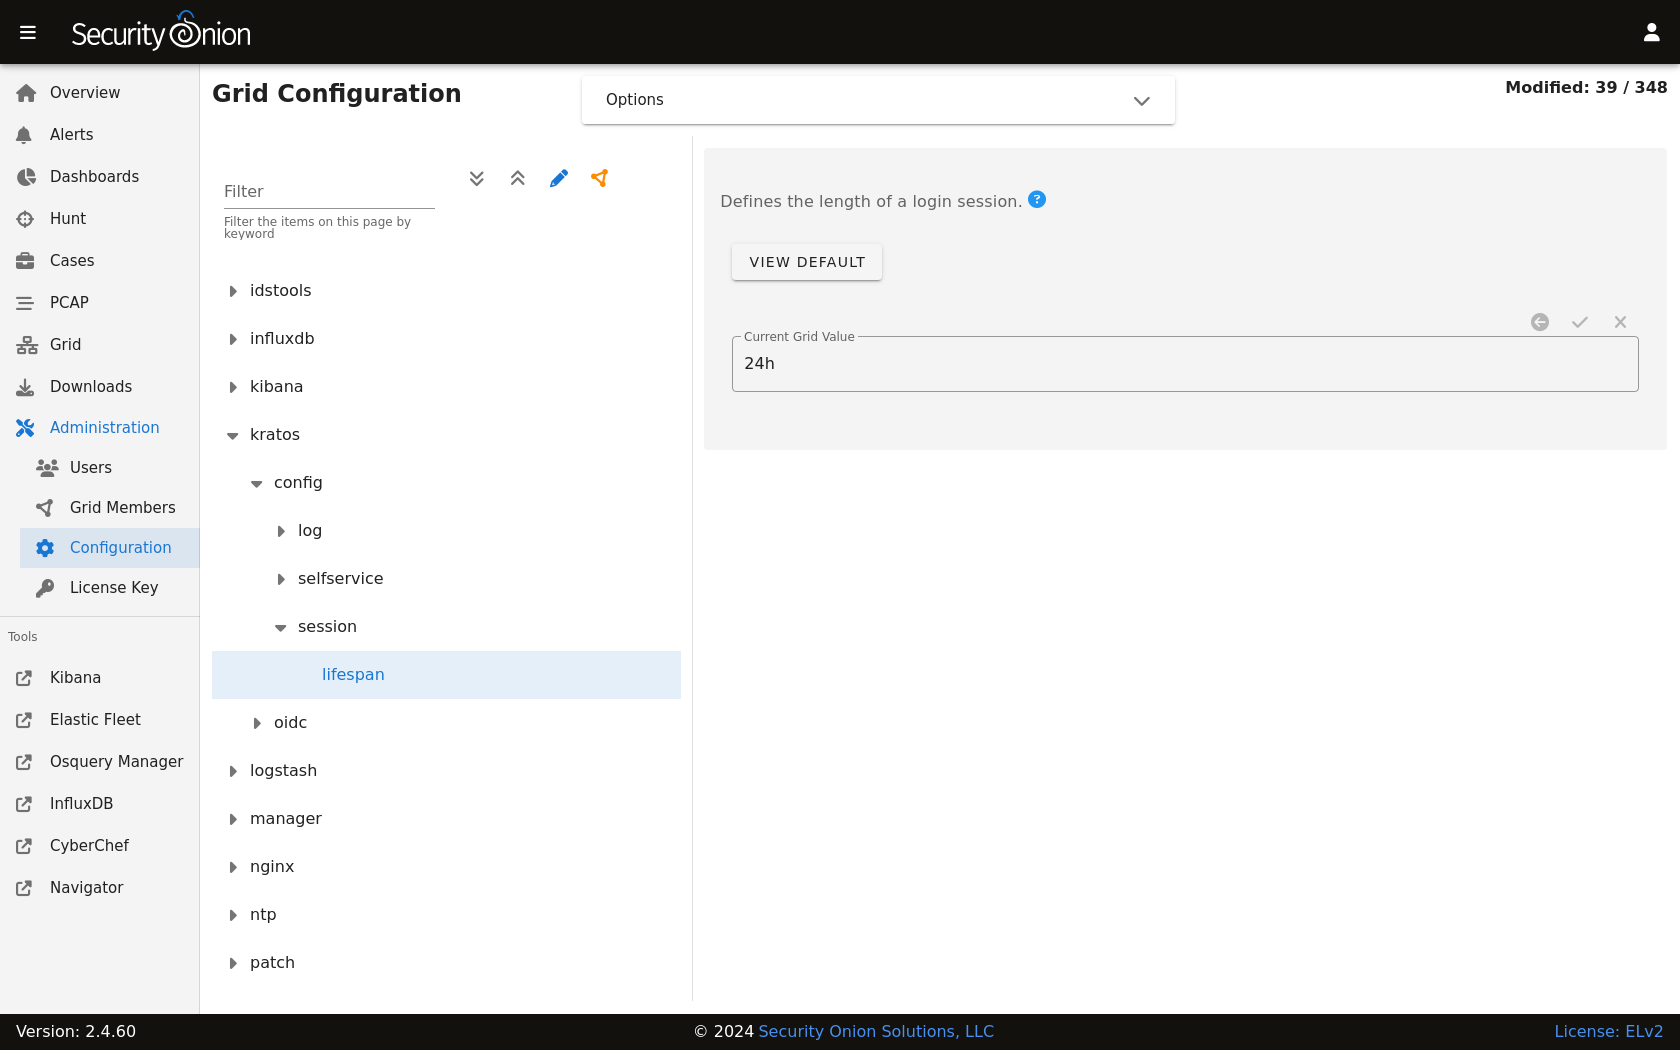 Security Onion
Overview
Alerts
Dashboards
Hunt
Cases
PCAP
Grid
Downloads
Administration
Users
Grid Members
Configuration
License Key
Tools
Kibana
Elastic Fleet
Osquery Manager
InfluxDB
CyberChef
Navigator
Grid Configuration
Options
Modified: 39 / 348
Filter
Filter the items on this page by
keyword
idstools
influxdb
kibana
kratos
config
log
selfservice
session
lifespan
oidc
logstash
manager
nginx
ntp
patch
Defines the length of a login session. ?
VIEW DEFAULT
Current Grid Value
24h
Version: 2.4.60
© 2024 Security Onion Solutions, LLC
License: ELv2